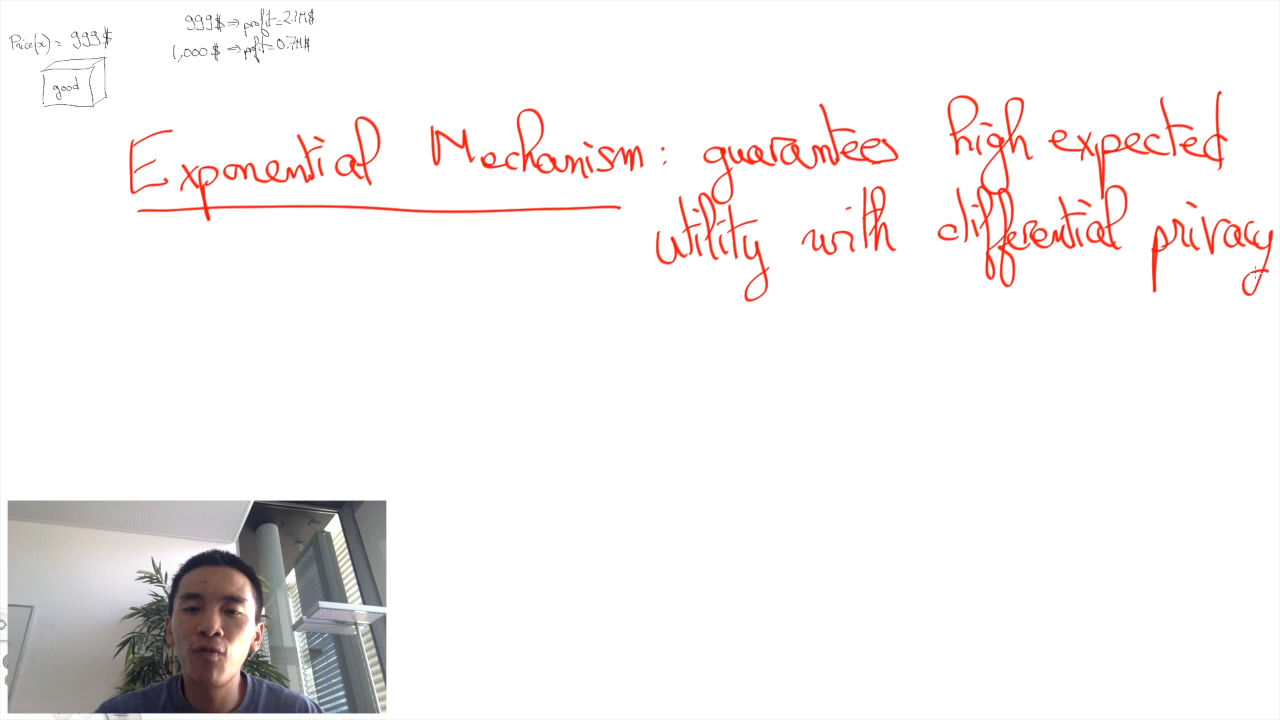 999$ ⇒ profit = 2.1M$
Price(x) = 999$
1,000$ ⇒ profit = 0.7M$
good
Exponential Mechanism: guarantees high expected
utility with differential privacy